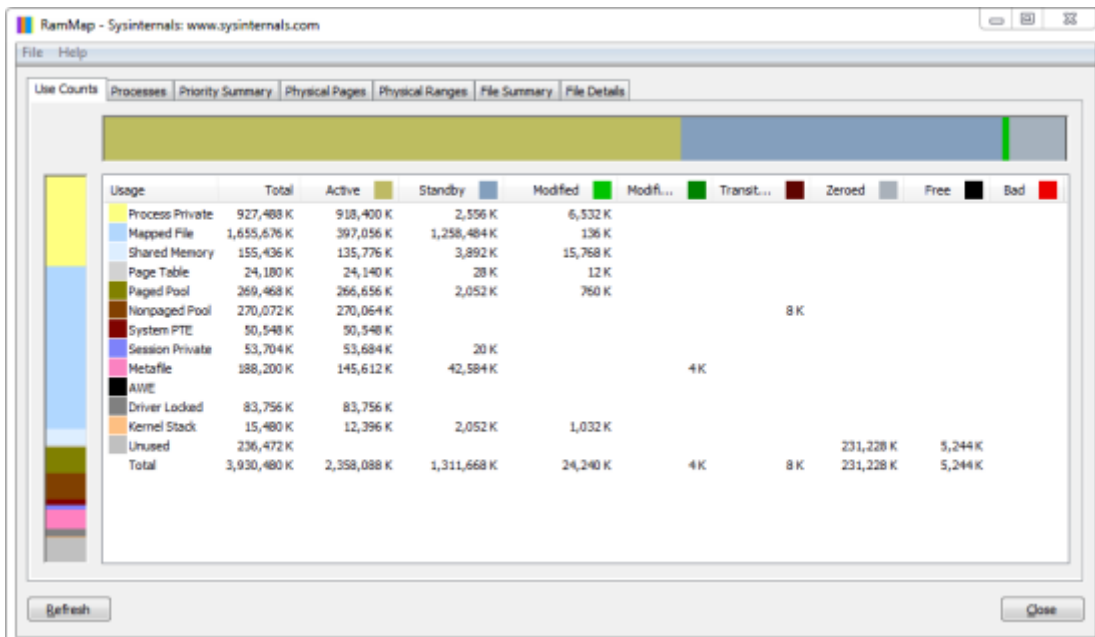 RamMap - Sysinternals: www.sysinternals.com
File Help
Use Counts Processes Priority Summary Physical Pages Physical Ranges File Summary File Details
Usage Total Active Standby Modified Modifi... Transit... Zeroed Free Bad
Process Private 927,488 K 918,400 K 2,556 K 6,532 K
Mapped File 1,655,676 K 397,056 K 1,258,484 K 136 K
Shared Memory 155,436 K 135,776 K 3,892 K 15,768 K
Page Table 24,180 K 24,140 K 28 K 12 K
Paged Pool 269,468 K 266,656 K 2,052 K 760 K
Nonpaged Pool 270,072 K 270,064 K 8 K
System PTE 50,548 K 50,548 K
Session Private 53,704 K 53,684 K 20 K
Metafile 188,200 K 145,612 K 42,584 K 4 K
AWE
Driver Locked 83,756 K 83,756 K
Kernel Stack 15,480 K 12,396 K 2,052 K 1,032 K
Unused 236,472 K 231,228 K 5,244 K
Total 3,930,480 K 2,358,088 K 1,311,668 K 24,240 K 4 K 8 K 231,228 K 5,244 K
Refresh Close